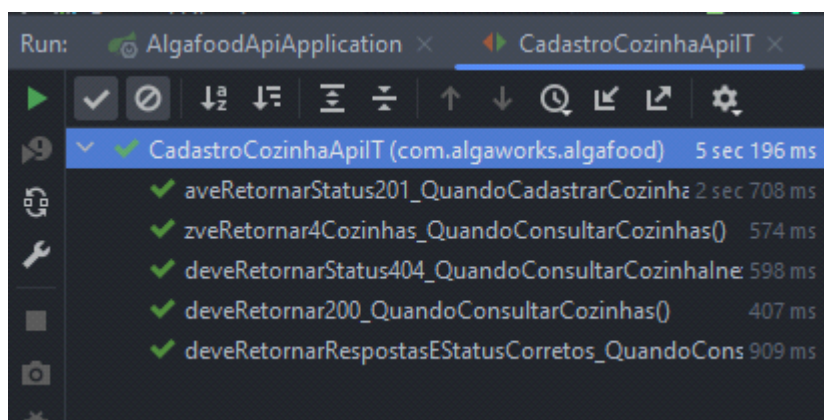 Run: AlgafoodApiApplication × CadastroCozinhaApiIT ×
CadastroCozinhaApiIT (com.algaworks.algafood) 5 sec 196 ms
aveRetornarStatus201_QuandoCadastrarCozinha 2 sec 708 ms
zveRetornar4Cozinhas_QuandoConsultarCozinhas() 574 ms
deveRetornarStatus404_QuandoConsultarCozinhaIne 598 ms
deveRetornar200_QuandoConsultarCozinhas() 407 ms
deveRetornarRespostasEStatusCorretos_QuandoCons 909 ms